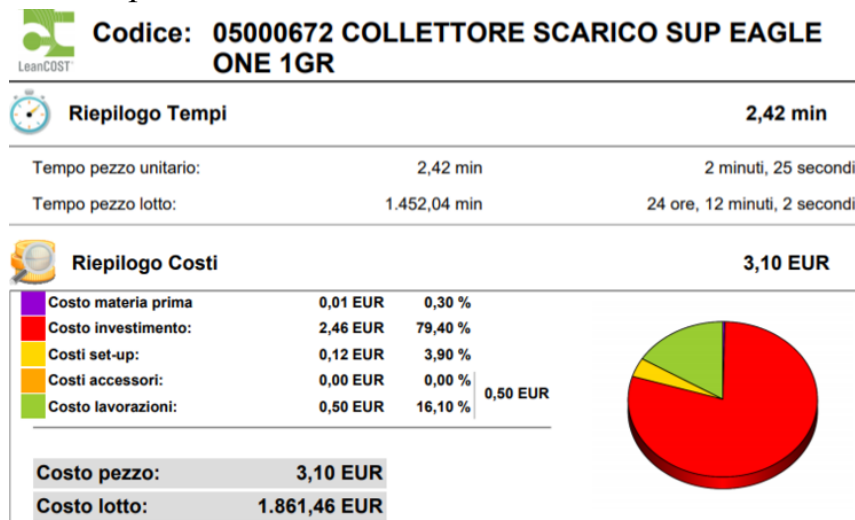 LeanCOST
Codice: 05000672 COLLETTORE SCARICO SUP EAGLE
ONE 1GR
Riepilogo Tempi 2,42 min
Tempo pezzo unitario: 2,42 min 2 minuti, 25 secondi
Tempo pezzo lotto: 1.452,04 min 24 ore, 12 minuti, 2 secondi
Riepilogo Costi 3,10 EUR
Costo materia prima 0,01 EUR 0,30 %
Costo investimento: 2,46 EUR 79,40 %
Costi set-up: 0,12 EUR 3,90 %
Costi accessori: 0,00 EUR 0,00 %
0,50 EUR
Costo lavorazioni: 0,50 EUR 16,10 %
Costo pezzo: 3,10 EUR
Costo lotto: 1.861,46 EUR